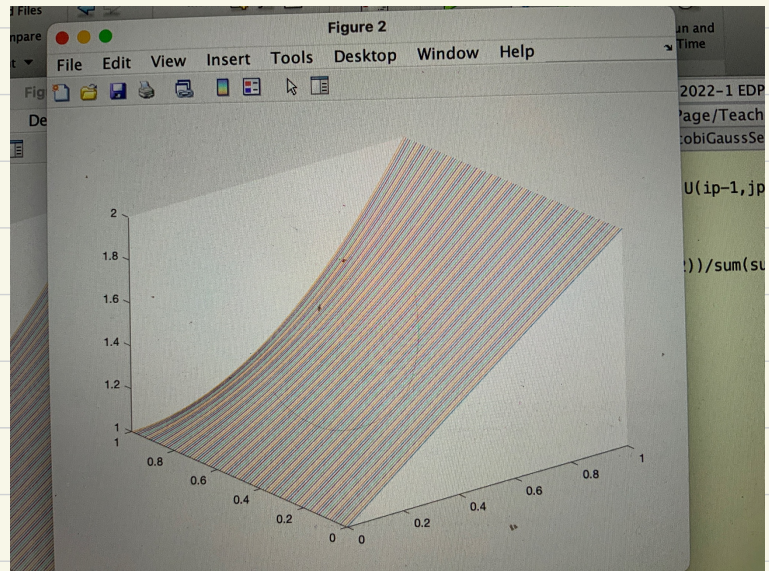 d Files
npare
Figure 2
un and
Time
File Edit View Insert Tools Desktop Window Help
Fig
2022-1 EDP
De
Page/Teach
cobiGaussSe
U(ip-1,jp
))/sum(su
2
1.8
1.6
1.4
1.2
1
1
0.8
0.6
0.4
0.2
0
0
0.2
0.4
0.6
0.8
1